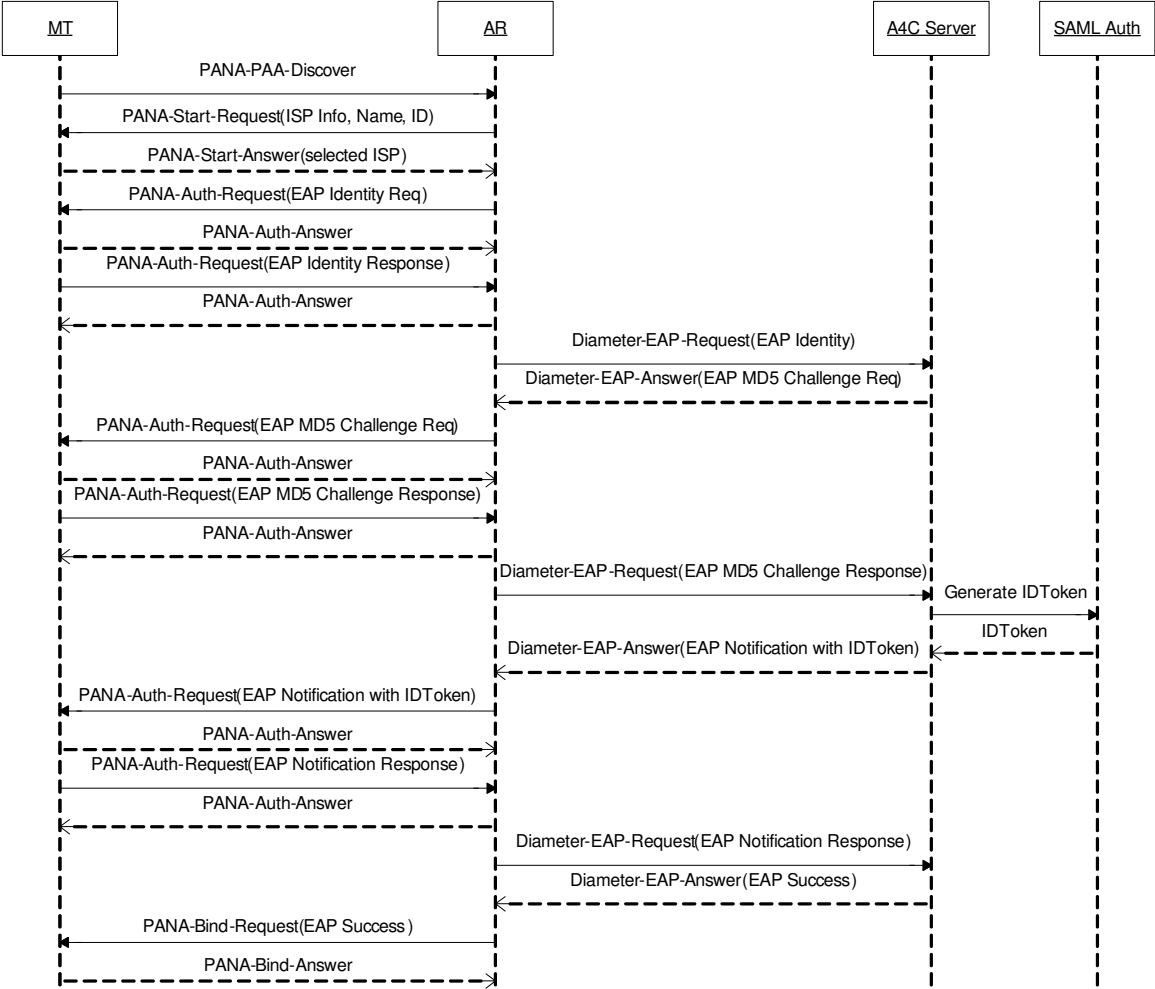 MT
AR
A4C Server
SAML Auth
PANA-PAA-Discover
PANA-Start-Request(ISP Info, Name, ID)
PANA-Start-Answer(selected ISP)
PANA-Auth-Request(EAP Identity Req)
PANA-Auth-Answer
PANA-Auth-Request(EAP Identity Response)
PANA-Auth-Answer
Diameter-EAP-Request(EAP Identity)
Diameter-EAP-Answer(EAP MD5 Challenge Req)
PANA-Auth-Request(EAP MD5 Challenge Req)
PANA-Auth-Answer
PANA-Auth-Request(EAP MD5 Challenge Response)
PANA-Auth-Answer
Diameter-EAP-Request(EAP MD5 Challenge Response)
Generate IDToken
IDToken
Diameter-EAP-Answer(EAP Notification with IDToken)
PANA-Auth-Request(EAP Notification with IDToken)
PANA-Auth-Answer
PANA-Auth-Request(EAP Notification Response)
PANA-Auth-Answer
Diameter-EAP-Request(EAP Notification Response)
Diameter-EAP-Answer(EAP Success)
PANA-Bind-Request(EAP Success)
PANA-Bind-Answer